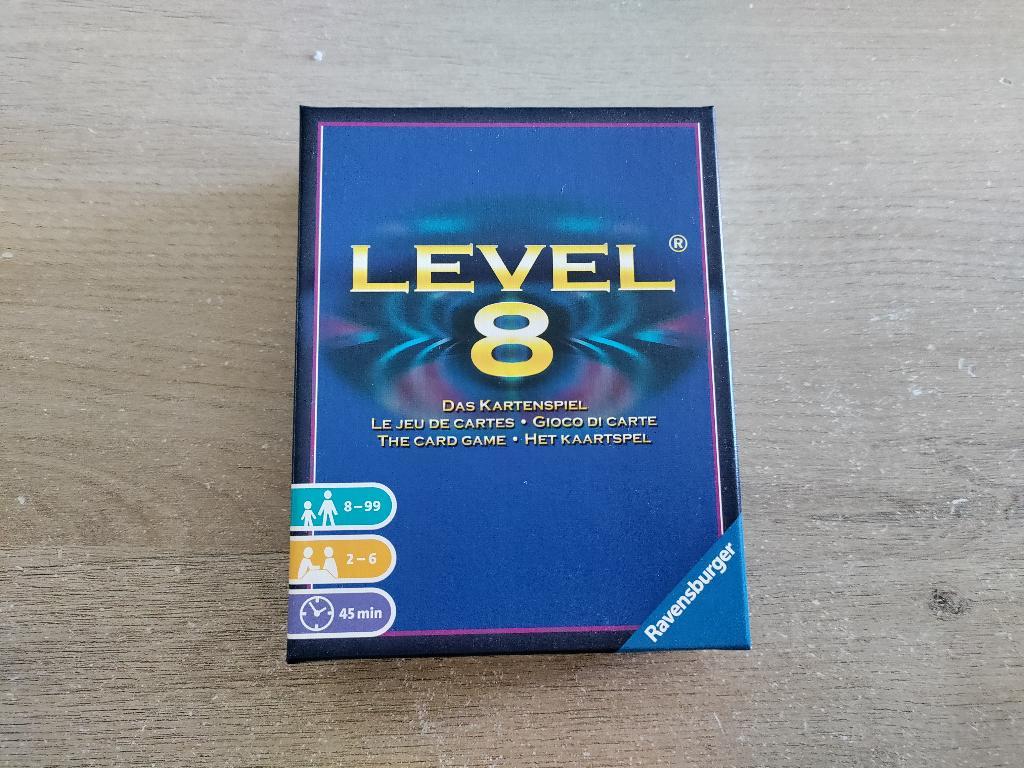 LEVEL®
8
DAS KARTENSPIEL
LE JEU DE CARTES • GIOCO DI CARTE
THE CARD GAME • HET KAARTSPEL
8–99
2–6
45 min
Ravensburger